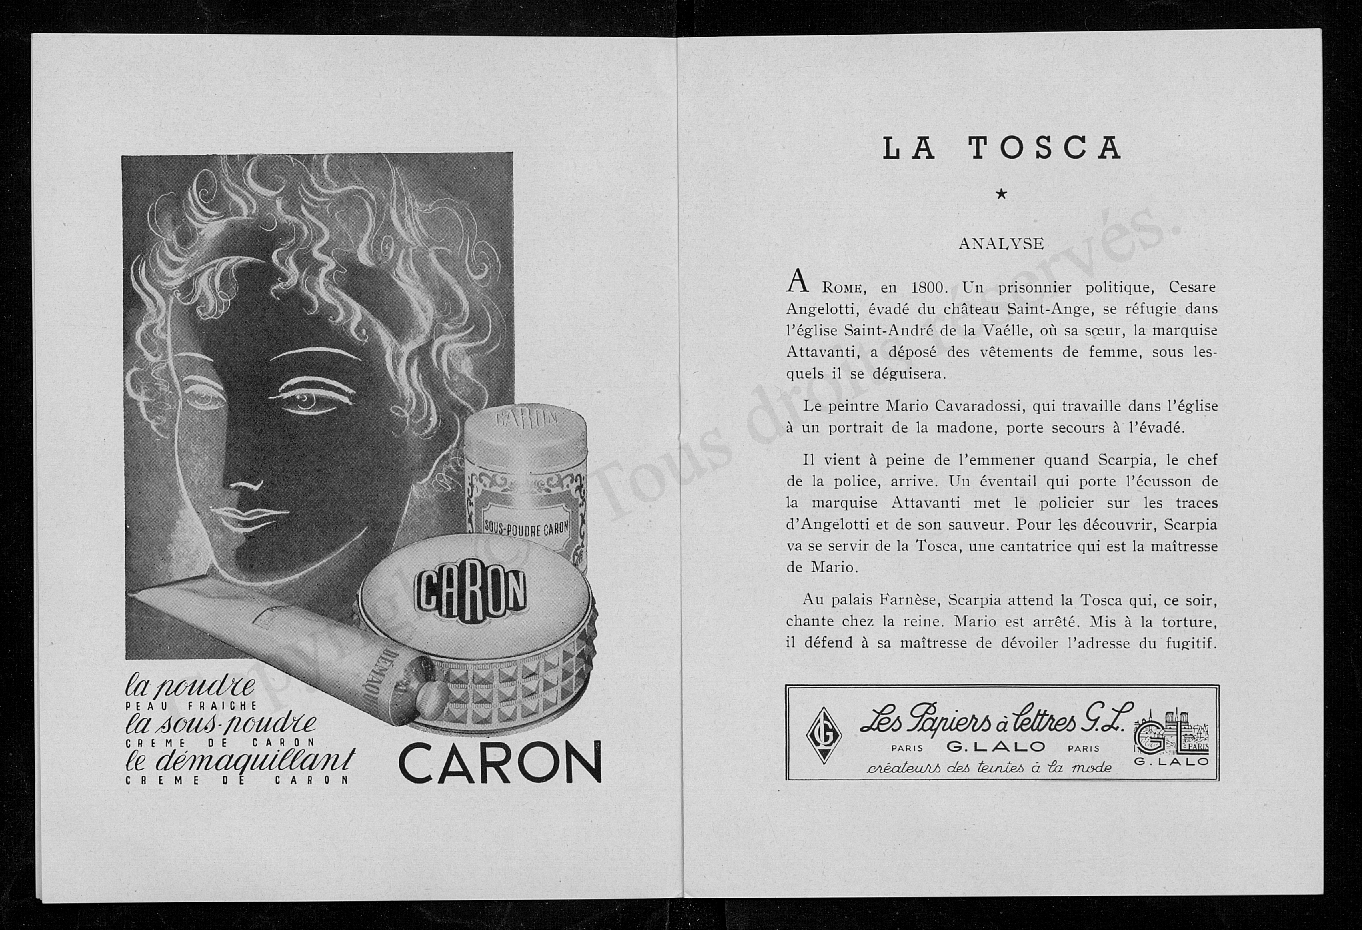 CARON
SOUS-POUDRE CARON
CARON
la poudre
PEAU FRAICHE
la sous-poudre
CREME DE CARON
le démaquillant
CREME DE CARON
CARON
LA TOSCA
★
ANALYSE
A ROME, en 1800. Un prisonnier politique, Cesare
Angelotti, évadé du château Saint-Ange, se réfugie dans
l'église Saint-André de la Vaélle, où sa sœur, la marquise
Attavanti, a déposé des vêtements de femme, sous les-
quels il se déguisera.
Le peintre Mario Cavaradossi, qui travaille dans l'église
à un portrait de la madone, porte secours à l'évadé.
Il vient à peine de l'emmener quand Scarpia, le chef
de la police, arrive. Un éventail qui porte l'écusson de
la marquise Attavanti met le policier sur les traces
d'Angelotti et de son sauveur. Pour les découvrir, Scarpia
va se servir de la Tosca, une cantatrice qui est la maîtresse
de Mario.
Au palais Farnèse, Scarpia attend la Tosca qui, ce soir,
chante chez la reine. Mario est arrêté. Mis à la torture,
il défend à sa maîtresse de dévoiler l'adresse du fugitif.
LG
Les Papiers à lettres G.L.
PARIS G. LALO PARIS
créateurs des teintes à la mode
GL
PARIS
G. LALO
Tous droits réservés.